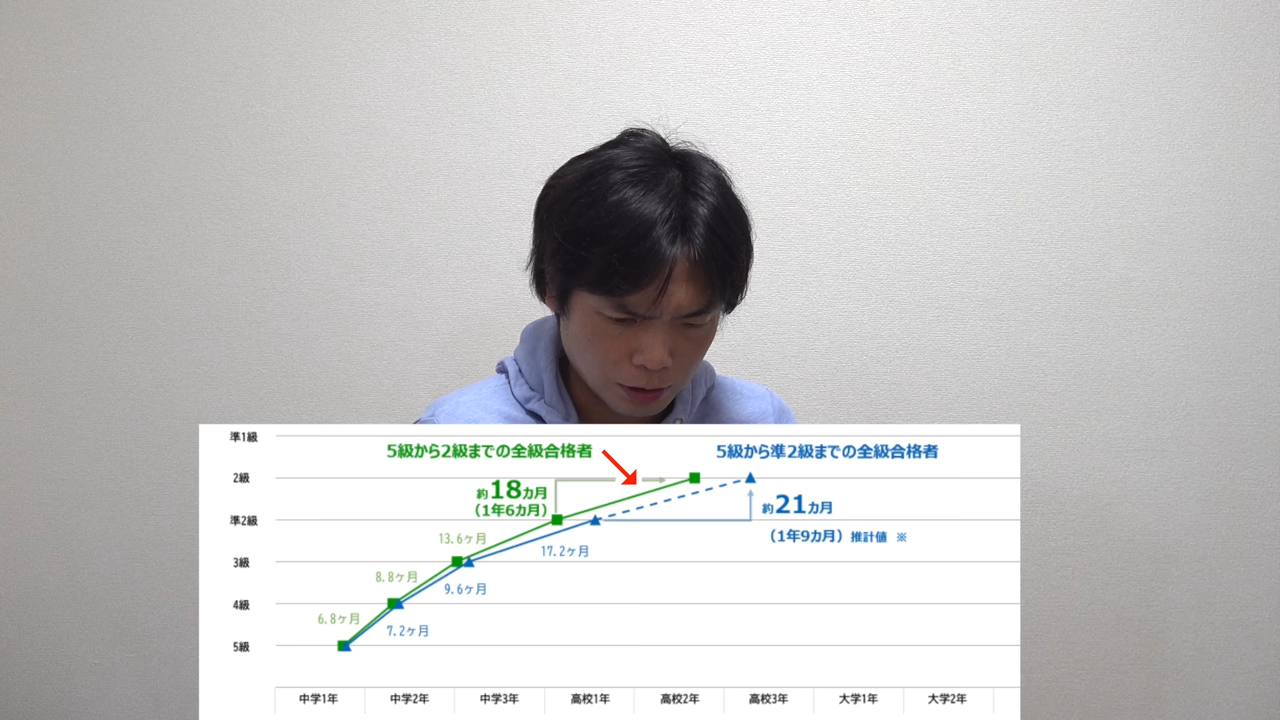 準1級
5級から2級までの全級合格者
5級から準2級までの全級合格者
2級
約18カ月
(1年6カ月)
約21カ月
(1年9カ月) 推計値 ※
準2級
13.6ヶ月
17.2ヶ月
3級
8.8ヶ月
9.6ヶ月
4級
6.8ヶ月
7.2ヶ月
5級
中学1年 中学2年 中学3年 高校1年 高校2年 高校3年 大学1年 大学2年